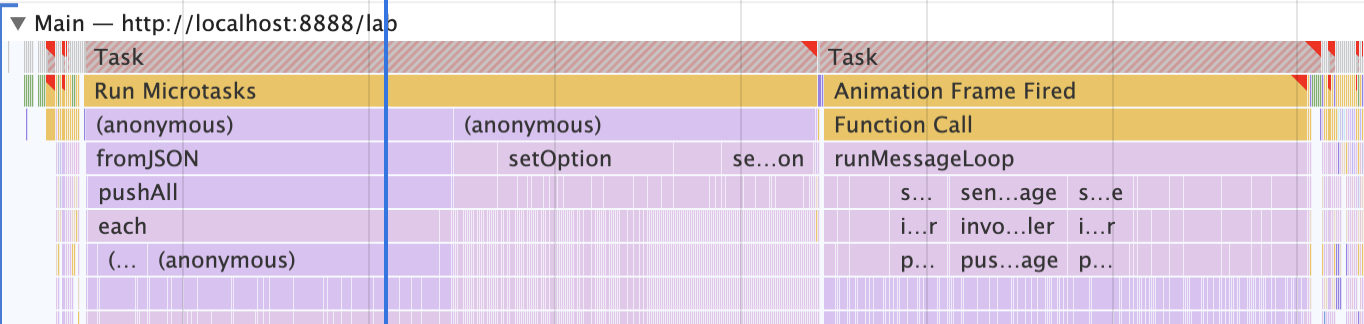 ▼ Main — http://localhost:8888/lab
Task Task
Run Microtasks Animation Frame Fired
(anonymous) (anonymous) Function Call
fromJSON setOption se…on runMessageLoop
pushAll s… sen…age s…e
each i…r invo…ler i…r
(… (anonymous) p… pus…age p…